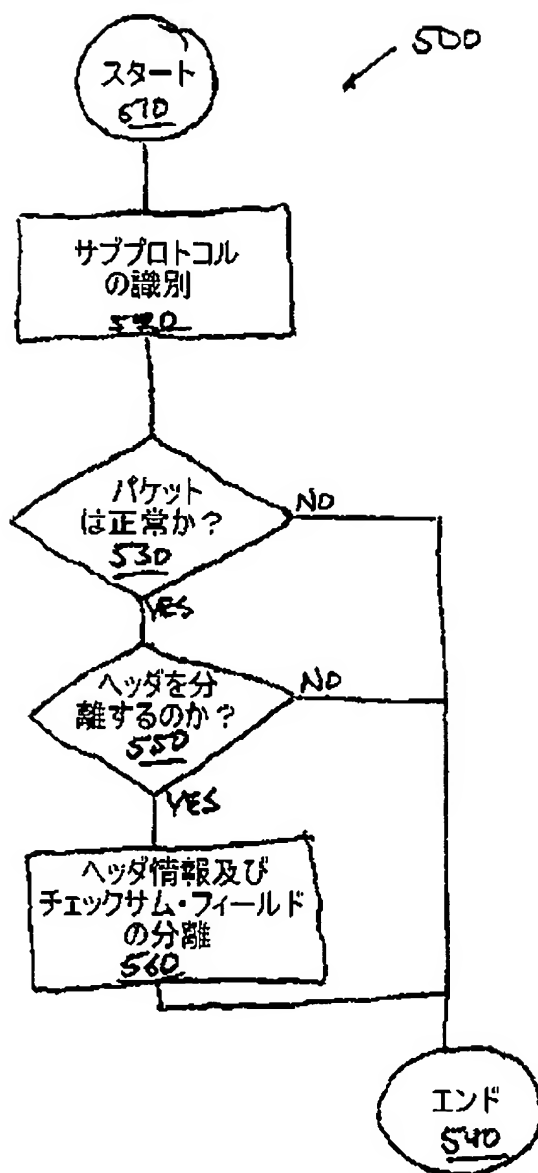 500
スタート
510
サブプロトコル
の識別
520
パケット
は正常か？
530
NO
YES
ヘッダを分
離するのか？
550
NO
YES
ヘッダ情報及び
チェックサム・フィールド
の分離
560
エンド
540